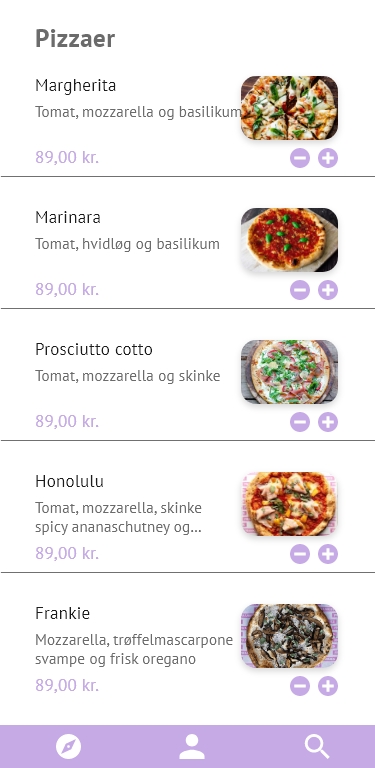 Pizzaer
Margherita
Tomat, mozzarella og basilikum
89,00 kr.
Marinara
Tomat, hvidløg og basilikum
89,00 kr.
Prosciutto cotto
Tomat, mozzarella og skinke
89,00 kr.
Honolulu
Tomat, mozzarella, skinke
spicy ananaschutney og...
89,00 kr.
Frankie
Mozzarella, trøffelmascarpone
svampe og frisk oregano
89,00 kr.